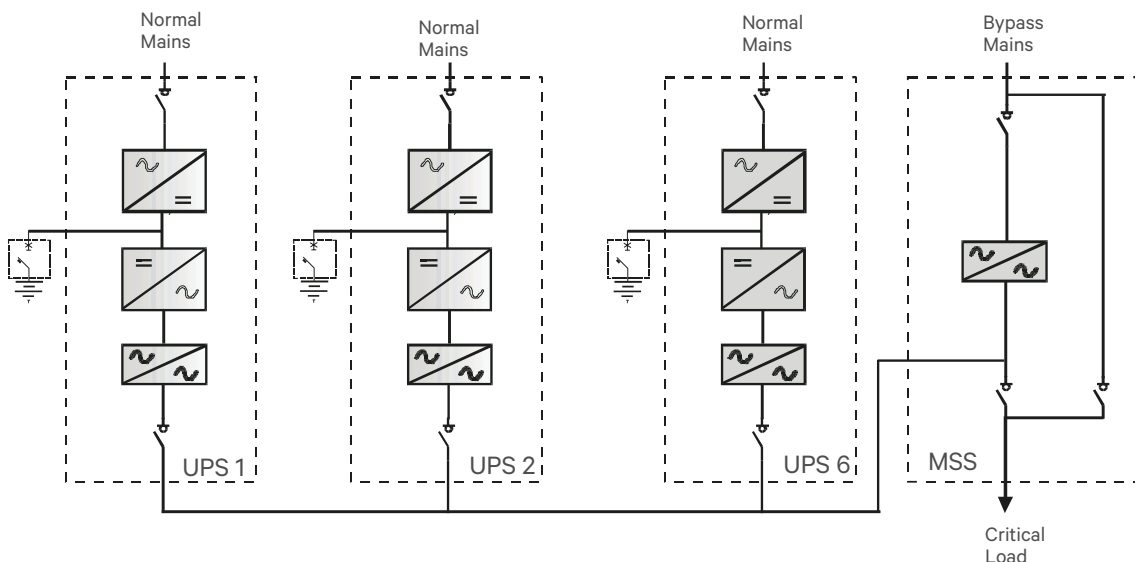 Normal
Mains
Normal
Mains
Normal
Mains
Bypass
Mains
UPS 1
UPS 2
UPS 6
MSS
Critical
Load